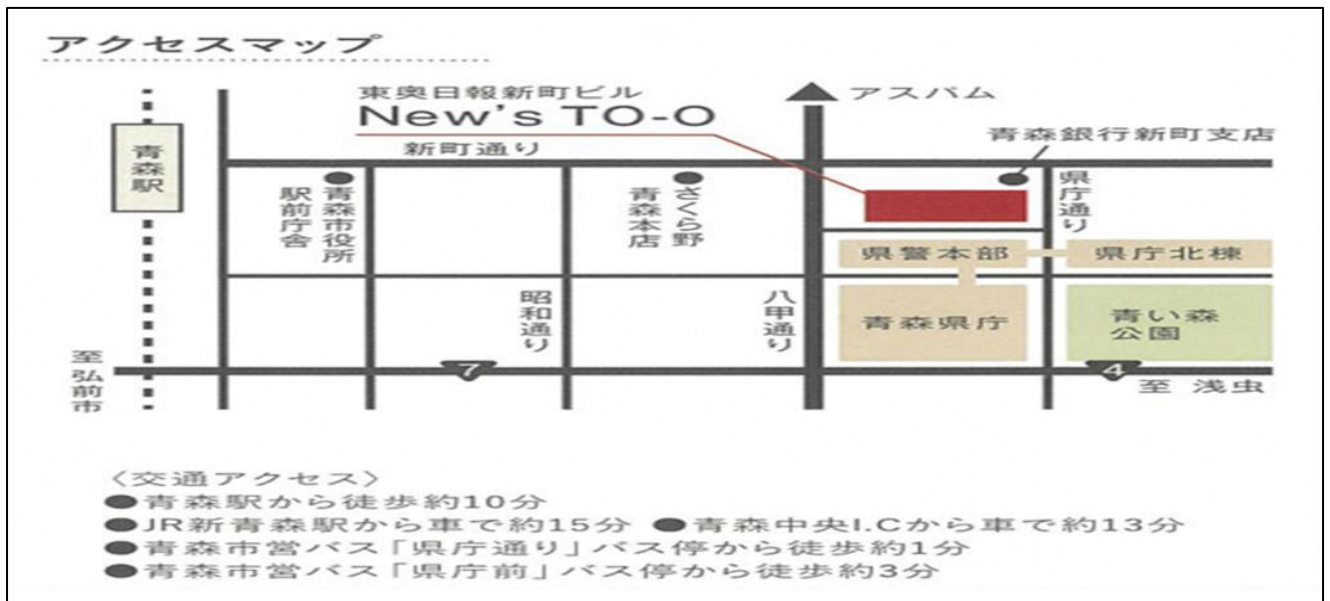 アクセスマップ
東奥日報新町ビル
New's TO-O
アスパム
青森銀行新町支店
新町通り
青森駅
青森市役所
駅前庁舎
さくら野
青森本店
県庁通り
県警本部
県庁北棟
昭和通り
八甲通り
青森県庁
青い森
公園
至弘前市
7
4
至 浅虫
〈交通アクセス〉
●青森駅から徒歩約10分
●JR新青森駅から車で約15分 ●青森中央I.Cから車で約13分
●青森市営バス「県庁通り」バス停から徒歩約1分
●青森市営バス「県庁前」バス停から徒歩約3分